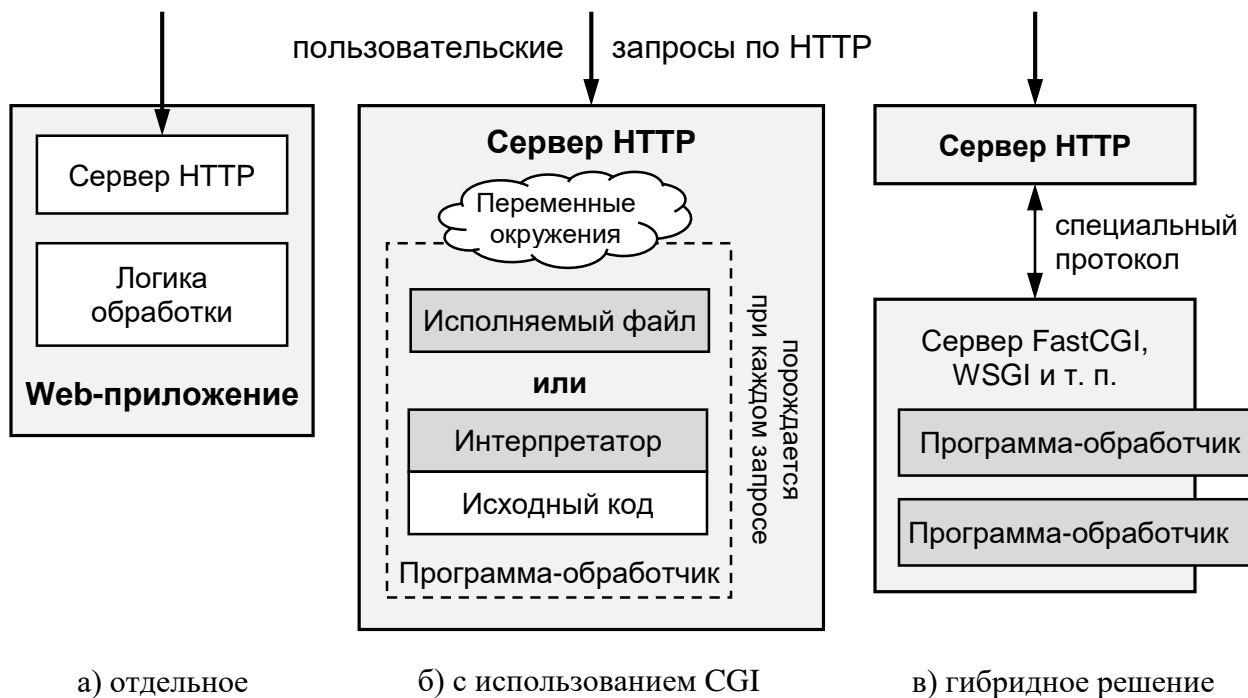 пользовательские запросы по HTTP
Сервер HTTP
Логика
обработки
Web-приложение
Сервер HTTP
Переменные
окружения
Исполняемый файл
или
Интерпретатор
Исходный код
Программа-обработчик
порождается
при каждом запросе
Сервер HTTP
специальный
протокол
Сервер FastCGI,
WSGI и т. п.
Программа-обработчик
Программа-обработчик
а) отдельное
б) с использованием CGI
в) гибридное решение